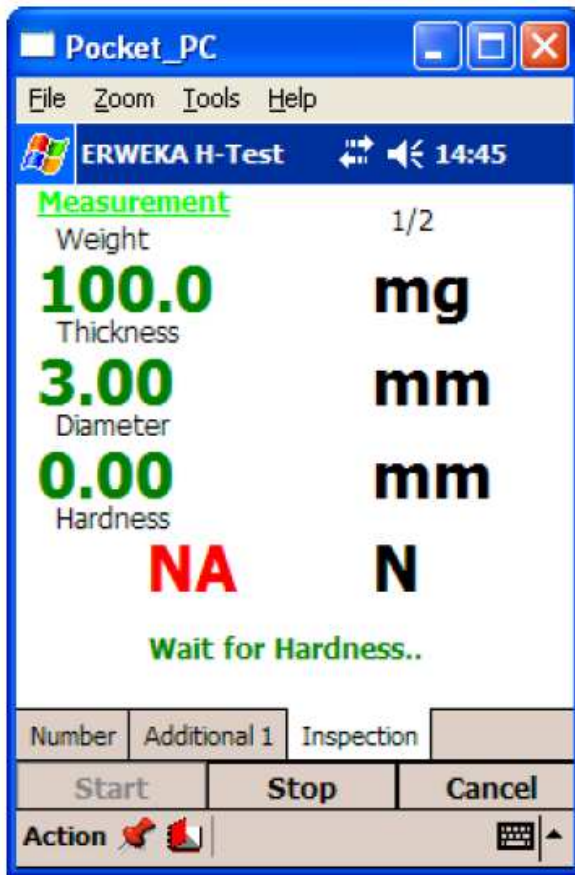 Pocket_PC
File Zoom Tools Help
ERWEKA H-Test 14:45
Measurement
1/2
Weight
100.0 mg
Thickness
3.00 mm
Diameter
0.00 mm
Hardness
NA N
Wait for Hardness..
Number Additional 1 Inspection
Start Stop Cancel
Action